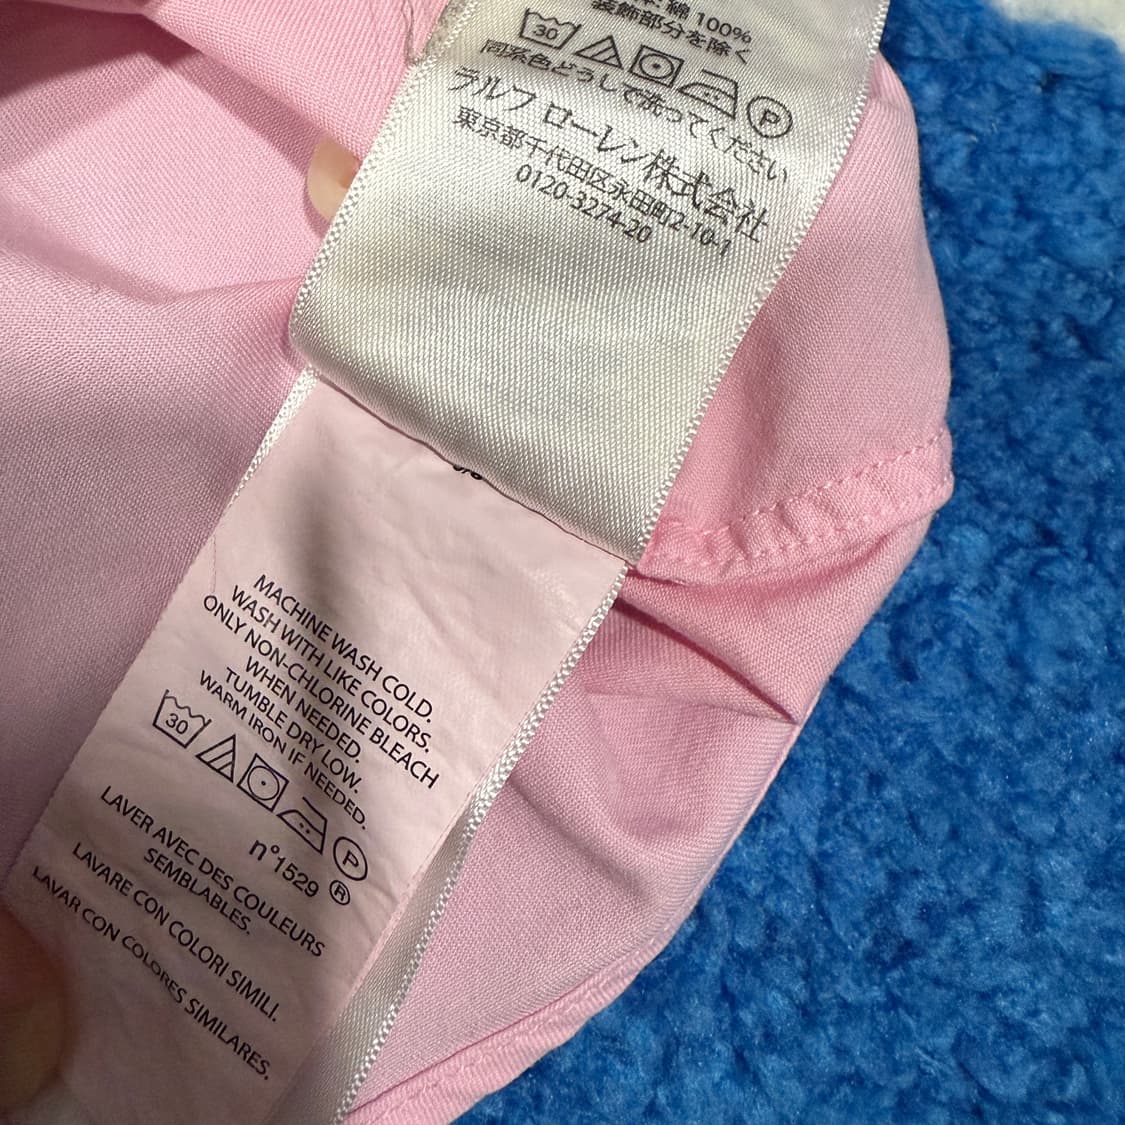 綿 100%
装飾部分を除く
30 P
同系色どうしで洗ってください
ラルフ ローレン株式会社
東京都千代田区永田町2-10-1
0120-3274-20
MACHINE WASH COLD.
WASH WITH LIKE COLORS.
ONLY NON-CHLORINE BLEACH
WHEN NEEDED.
TUMBLE DRY LOW.
WARM IRON IF NEEDED.
30 P
n°1529 ®
LAVER AVEC DES COULEURS
SEMBLABLES.
LAVARE CON COLORI SIMILI.
LAVAR CON COLORES SIMILARES.